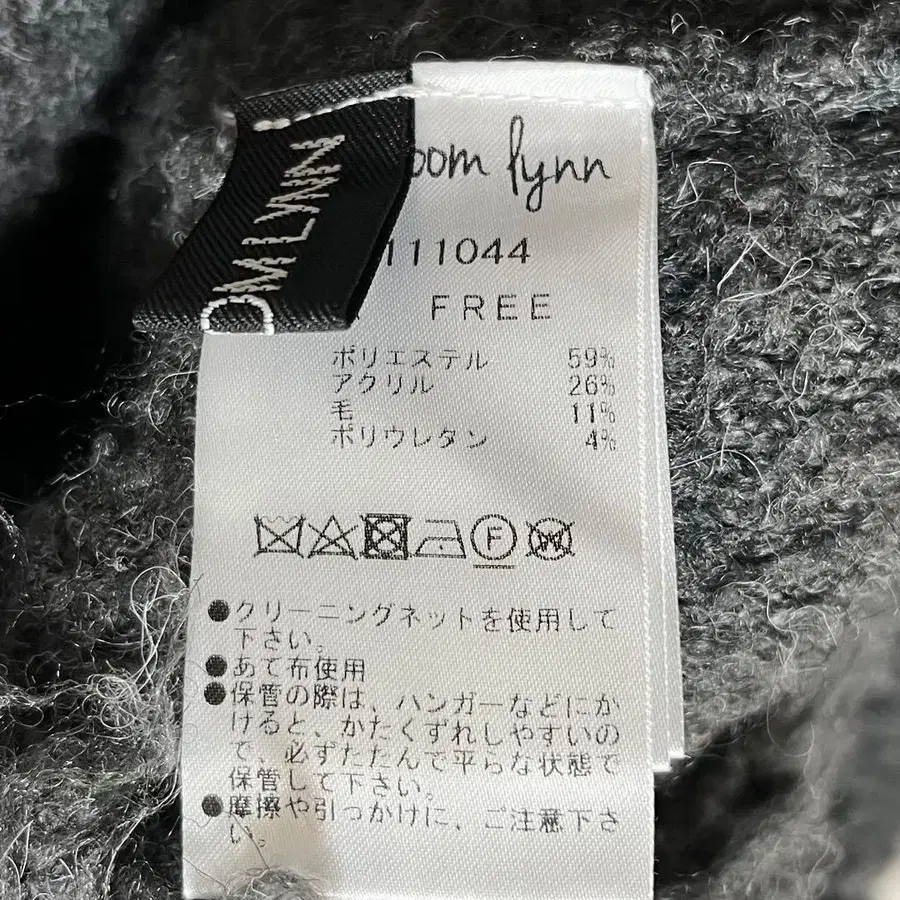 OM LYNN
oom lynn
111044
FREE
ポリエステル 59%
アクリル 26%
毛 11%
ポリウレタン 4%
F
W
●クリーニングネットを使用して
下さい。
●あて布使用
●保管の際は、ハンガーなどにか
けると、かたくずれしやすいの
で、必ずたたんで平らな状態で
保管して下さい。
●摩擦や引っかけに、ご注意下さ
い。